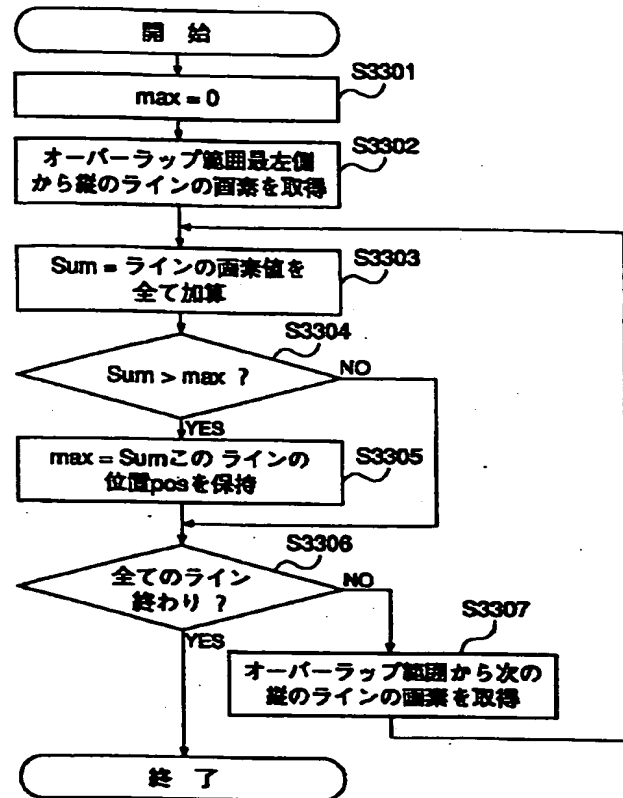 開 始
S3301
max = 0
S3302
オーバーラップ範囲最左側
から縦のラインの画素を取得
S3303
Sum = ラインの画素値を
全て加算
S3304
Sum > max ?
NO
YES
max = Sumこの ラインの
位置posを保持
S3305
S3306
全てのライン
終わり ?
NO
YES
S3307
オーバーラップ範囲から次の
縦のラインの画素を取得
終 了